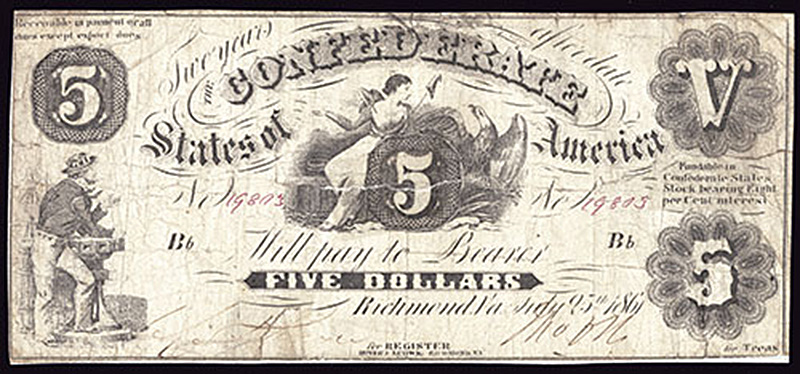 Receivable in payment of all
dues except export dues.
Two years after date
5
THE CONFEDERATE
V
States of America
5
Fundable in
Confederate States
Stock bearing Eight
per Cent interest
No 19803 No 19803
Bb Bb
Will pay to Bearer
FIVE DOLLARS
5
Richmond, Va. July 25th 1861
for REGISTER
for Treas